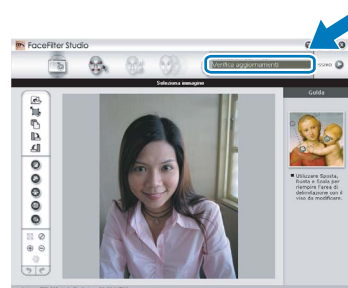 FaceFilter Studio
Verifica aggiornamenti
Seleziona immagine
Guida
Utilizzare Sposta,
Ruota e Scala per
riempire l'area di
delimitazione con il
viso da modificare.